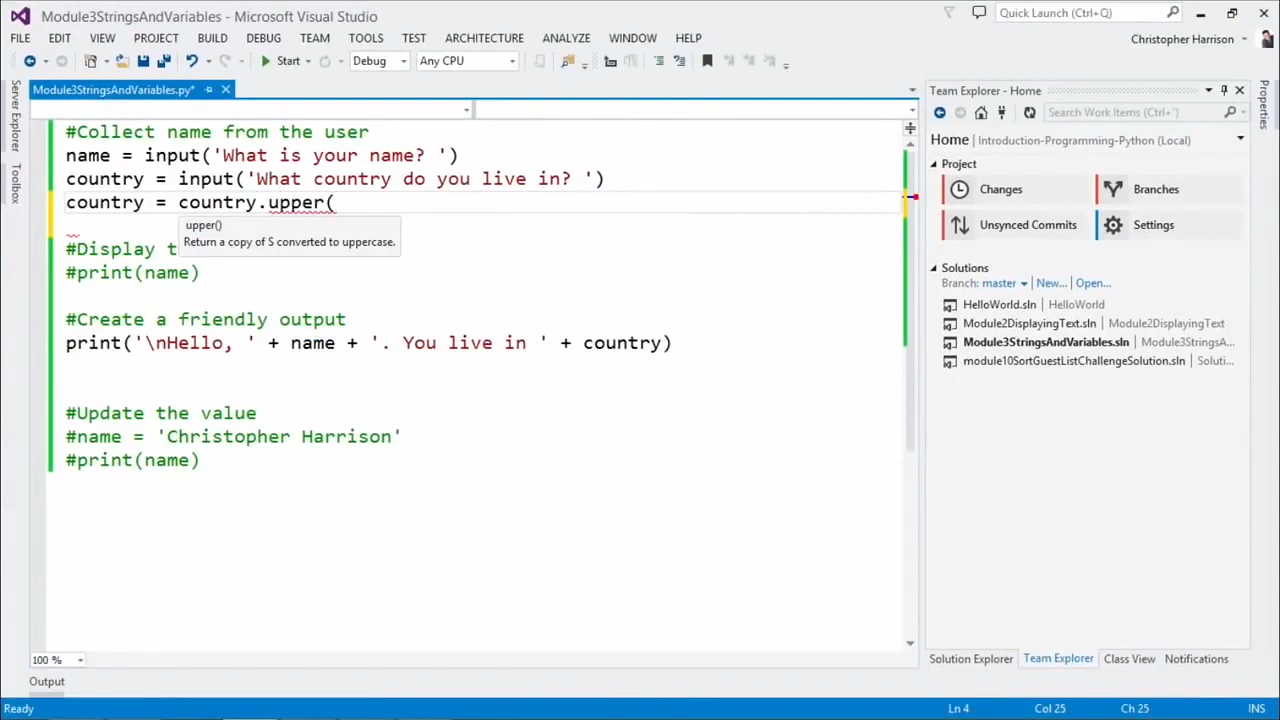 Module3StringsAndVariables - Microsoft Visual Studio
Quick Launch (Ctrl+Q)
FILE EDIT VIEW PROJECT BUILD DEBUG TEAM TOOLS TEST ARCHITECTURE ANALYZE WINDOW HELP
Christopher Harrison
Start Debug Any CPU
Server Explorer
Toolbox
Module3StringsAndVariables.py*
#Collect name from the user
name = input('What is your name? ')
country = input('What country do you live in? ')
country = country.upper(
upper()
Return a copy of S converted to uppercase.
#Display t
#print(name)
#Create a friendly output
print('\nHello, ' + name + '. You live in ' + country)
#Update the value
#name = 'Christopher Harrison'
#print(name)
100 %
Output
Team Explorer - Home
Search Work Items (Ctrl+')
Home Introduction-Programming-Python (Local)
Project
Changes Branches
Unsynced Commits Settings
Solutions
Branch: master | New... | Open...
HelloWorld.sln | HelloWorld
Module2DisplayingText.sln | Module2DisplayingText
Module3StringsAndVariables.sln | Module3StringsA...
module10SortGuestListChallengeSolution.sln | Soluti...
Solution Explorer Team Explorer Class View Notifications
Properties
Ready Ln 4 Col 25 Ch 25 INS